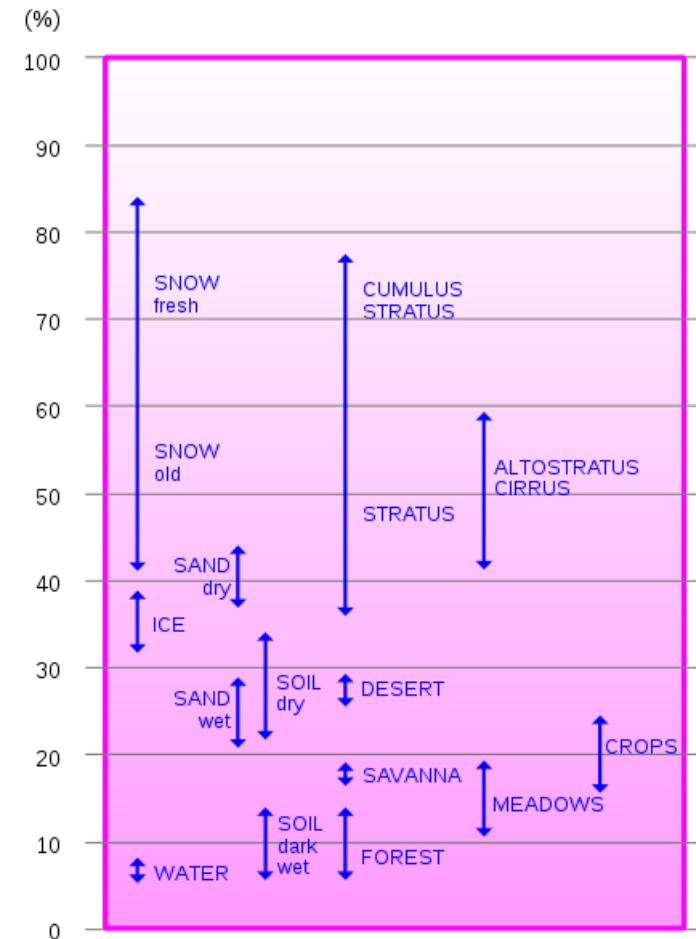 (%)
100
90
80
70
60
50
40
30
20
10
0
SNOW
fresh
SNOW
old
CUMULUS
STRATUS
STRATUS
ALTOSTRATUS
CIRRUS
SAND
dry
ICE
SOIL
dry
SAND
wet
DESERT
CROPS
SAVANNA
MEADOWS
SOIL
dark
wet
FOREST
WATER